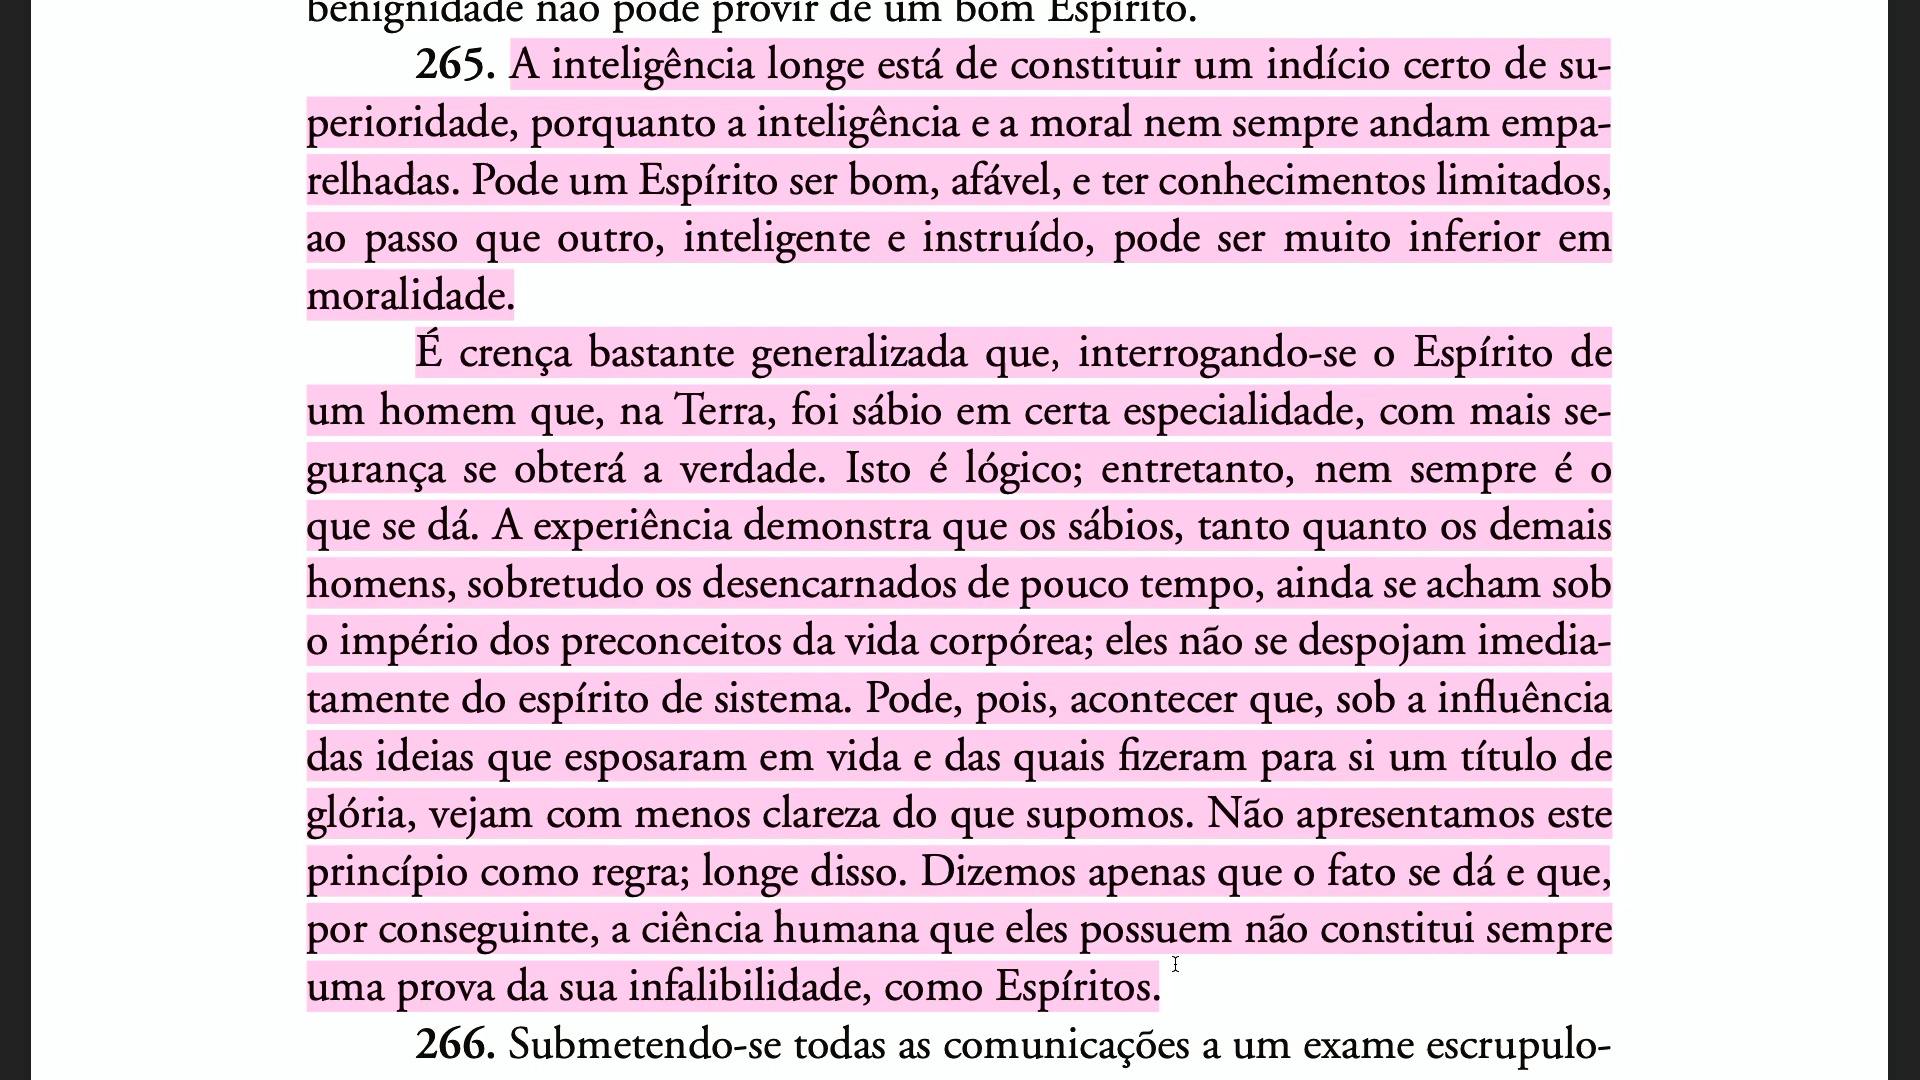 benignidade não pode provir de um bom Espírito.
265. A inteligência longe está de constituir um indício certo de su-
perioridade, porquanto a inteligência e a moral nem sempre andam empa-
relhadas. Pode um Espírito ser bom, afável, e ter conhecimentos limitados,
ao passo que outro, inteligente e instruído, pode ser muito inferior em
moralidade.
É crença bastante generalizada que, interrogando-se o Espírito de
um homem que, na Terra, foi sábio em certa especialidade, com mais se-
gurança se obterá a verdade. Isto é lógico; entretanto, nem sempre é o
que se dá. A experiência demonstra que os sábios, tanto quanto os demais
homens, sobretudo os desencarnados de pouco tempo, ainda se acham sob
o império dos preconceitos da vida corpórea; eles não se despojam imedia-
tamente do espírito de sistema. Pode, pois, acontecer que, sob a influência
das ideias que esposaram em vida e das quais fizeram para si um título de
glória, vejam com menos clareza do que supomos. Não apresentamos este
princípio como regra; longe disso. Dizemos apenas que o fato se dá e que,
por conseguinte, a ciência humana que eles possuem não constitui sempre
uma prova da sua infalibilidade, como Espíritos.
266. Submetendo-se todas as comunicações a um exame escrupulo-